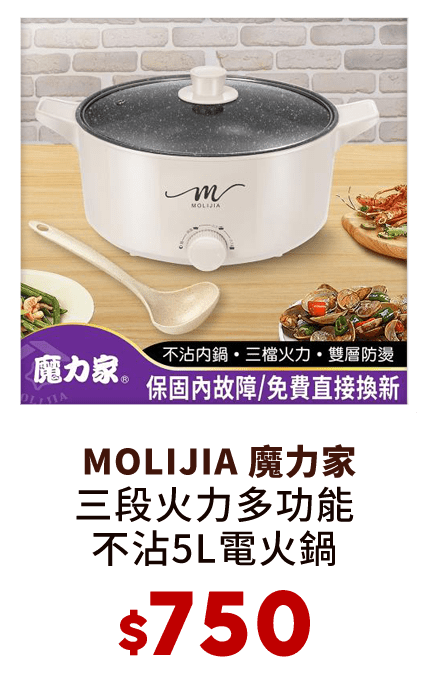 m
MOLIJIA
不沾內鍋・三檔火力・雙層防燙
魔力家®
保固內故障/免費直接換新
MOLIJIA 魔力家
三段火力多功能
不沾5L電火鍋
$750